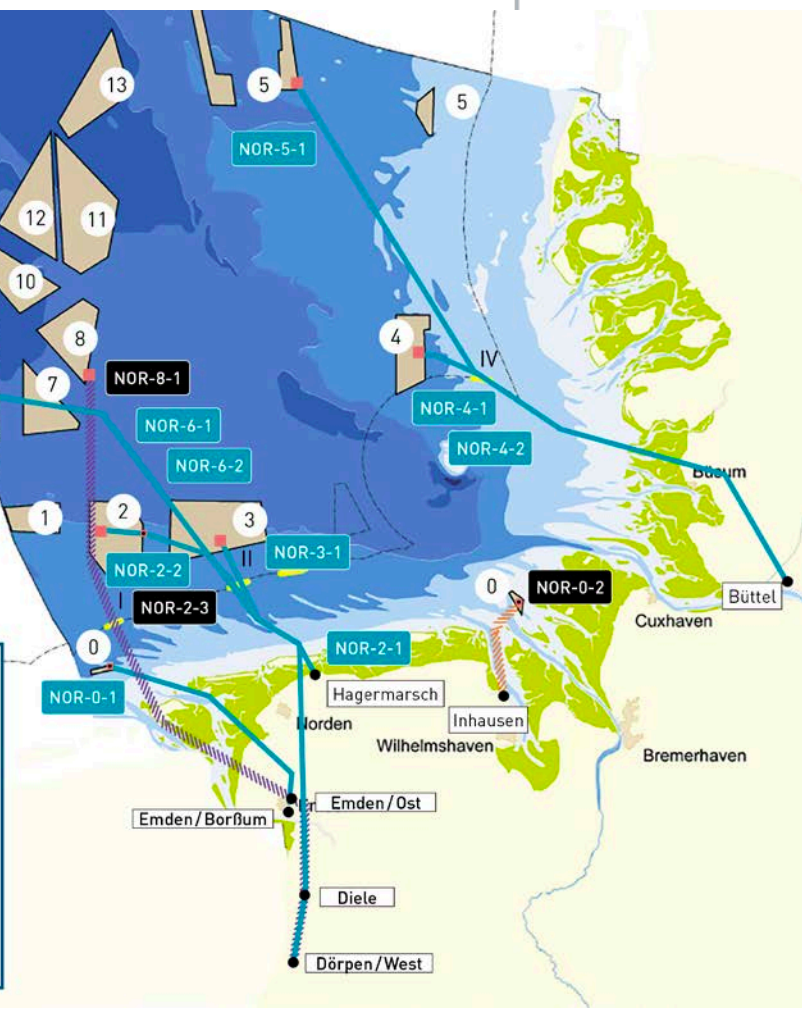 13
5
5
NOR-5-1
12
11
10
8
4
IV
NOR-8-1
7
NOR-4-1
NOR-6-1
NOR-4-2
NOR-6-2
Büsum
1
2
3
II
NOR-3-1
NOR-2-2
I
NOR-2-3
0
NOR-0-2
Büttel
Cuxhaven
0
NOR-2-1
NOR-0-1
Hagermarsch
Inhausen
Norden
Wilhelmshaven
Bremerhaven
Emden/Ost
Emden/Borßum
Diele
Dörpen/West